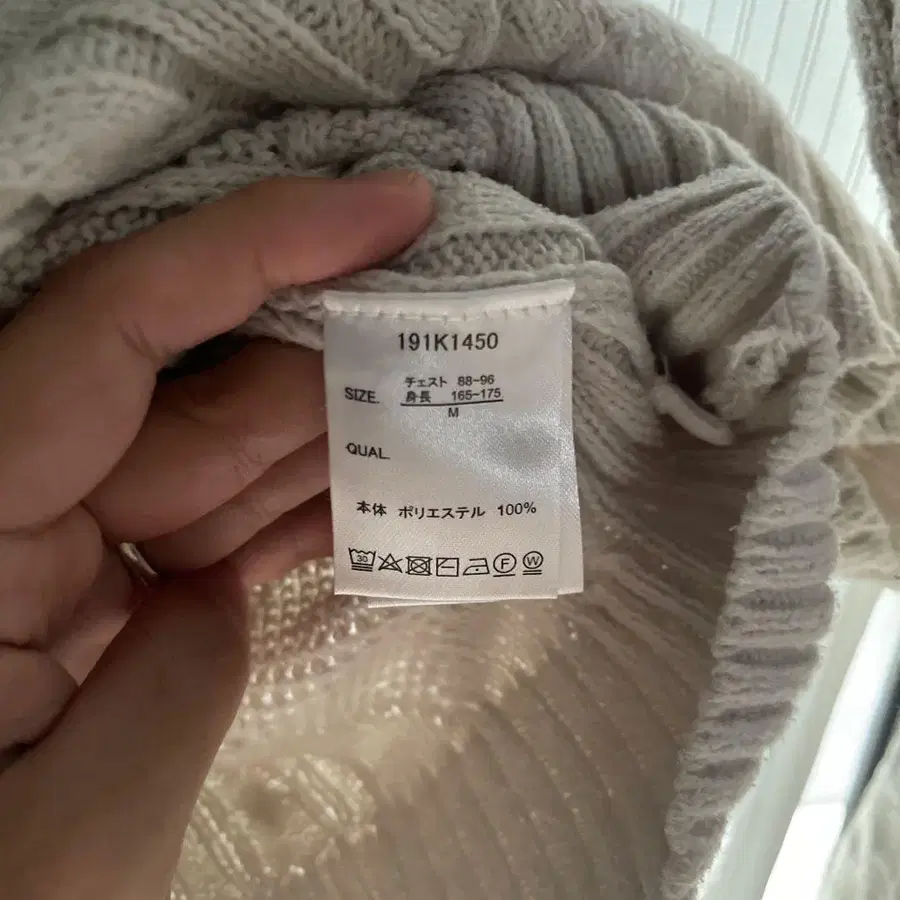 191K1450
チェスト 88-96
SIZE. 身長 165-175
M
QUAL.
本体 ポリエステル 100%
30 F W